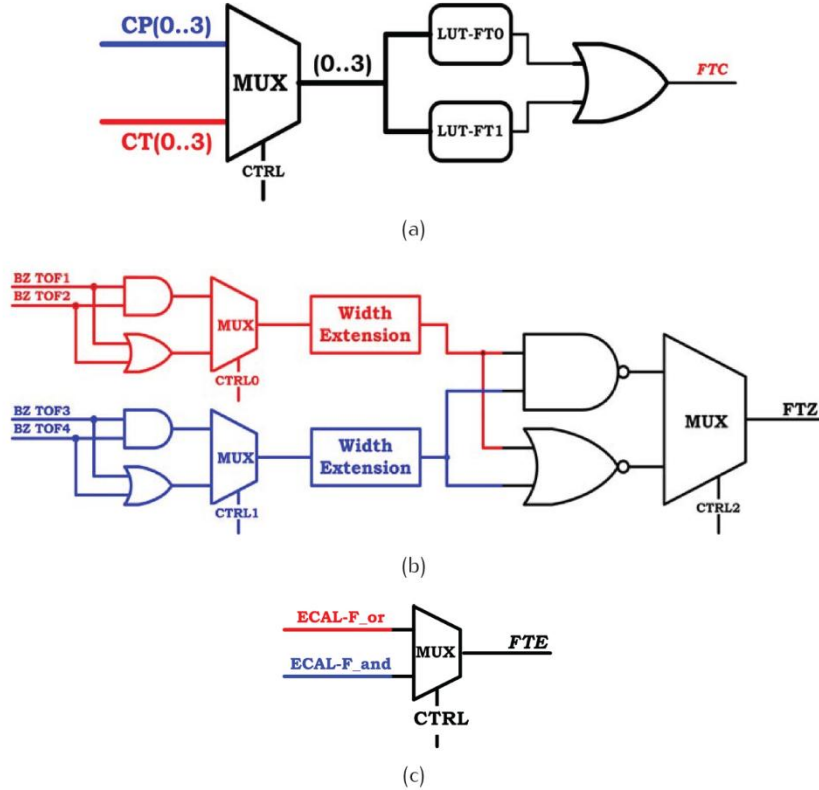 CP(0..3)
MUX
(0..3)
LUT-FT0
FTC
CT(0..3)
LUT-FT1
CTRL
(a)
BZ TOF1
BZ TOF2
MUX
Width
Extension
CTRL0
BZ TOF3
BZ TOF4
MUX
Width
Extension
CTRL1
MUX
FTZ
CTRL2
(b)
ECAL-F_or
MUX
FTE
ECAL-F_and
CTRL
(c)